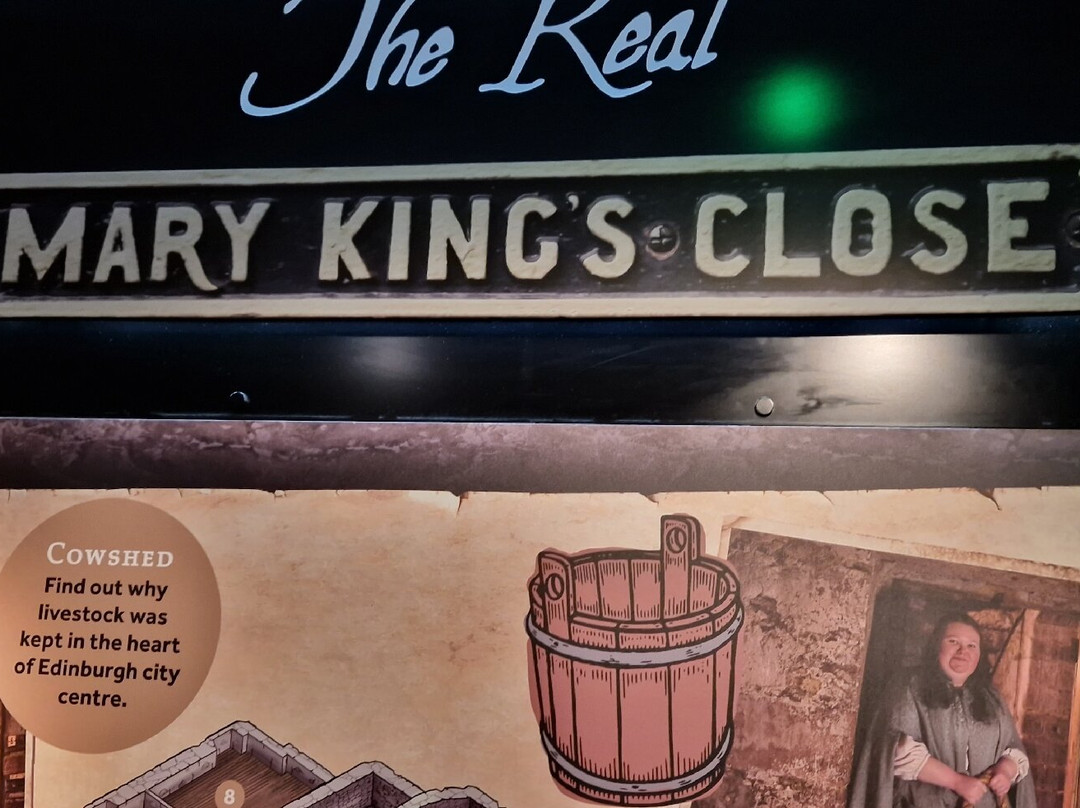 The Real
MARY KING'S CLOSE
COWSHED
Find out why
livestock was
kept in the heart
of Edinburgh city
centre.
8